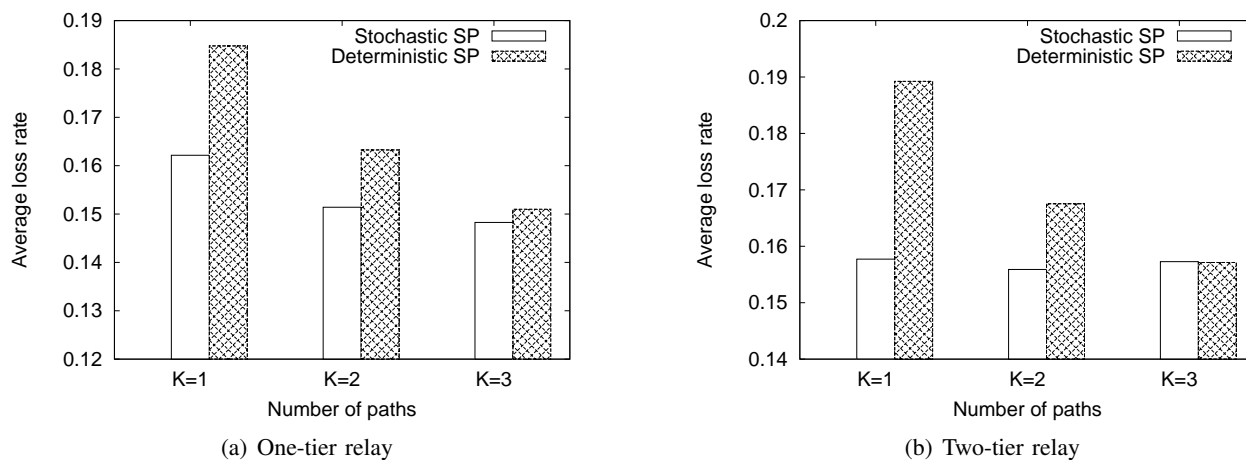 0.19
0.18
0.17
0.16
0.15
0.14
0.13
0.12
Average loss rate
Stochastic SP
Deterministic SP
K=1 K=2 K=3
Number of paths
(a) One-tier relay
0.2
0.19
0.18
0.17
0.16
0.15
0.14
Average loss rate
Stochastic SP
Deterministic SP
K=1 K=2 K=3
Number of paths
(b) Two-tier relay